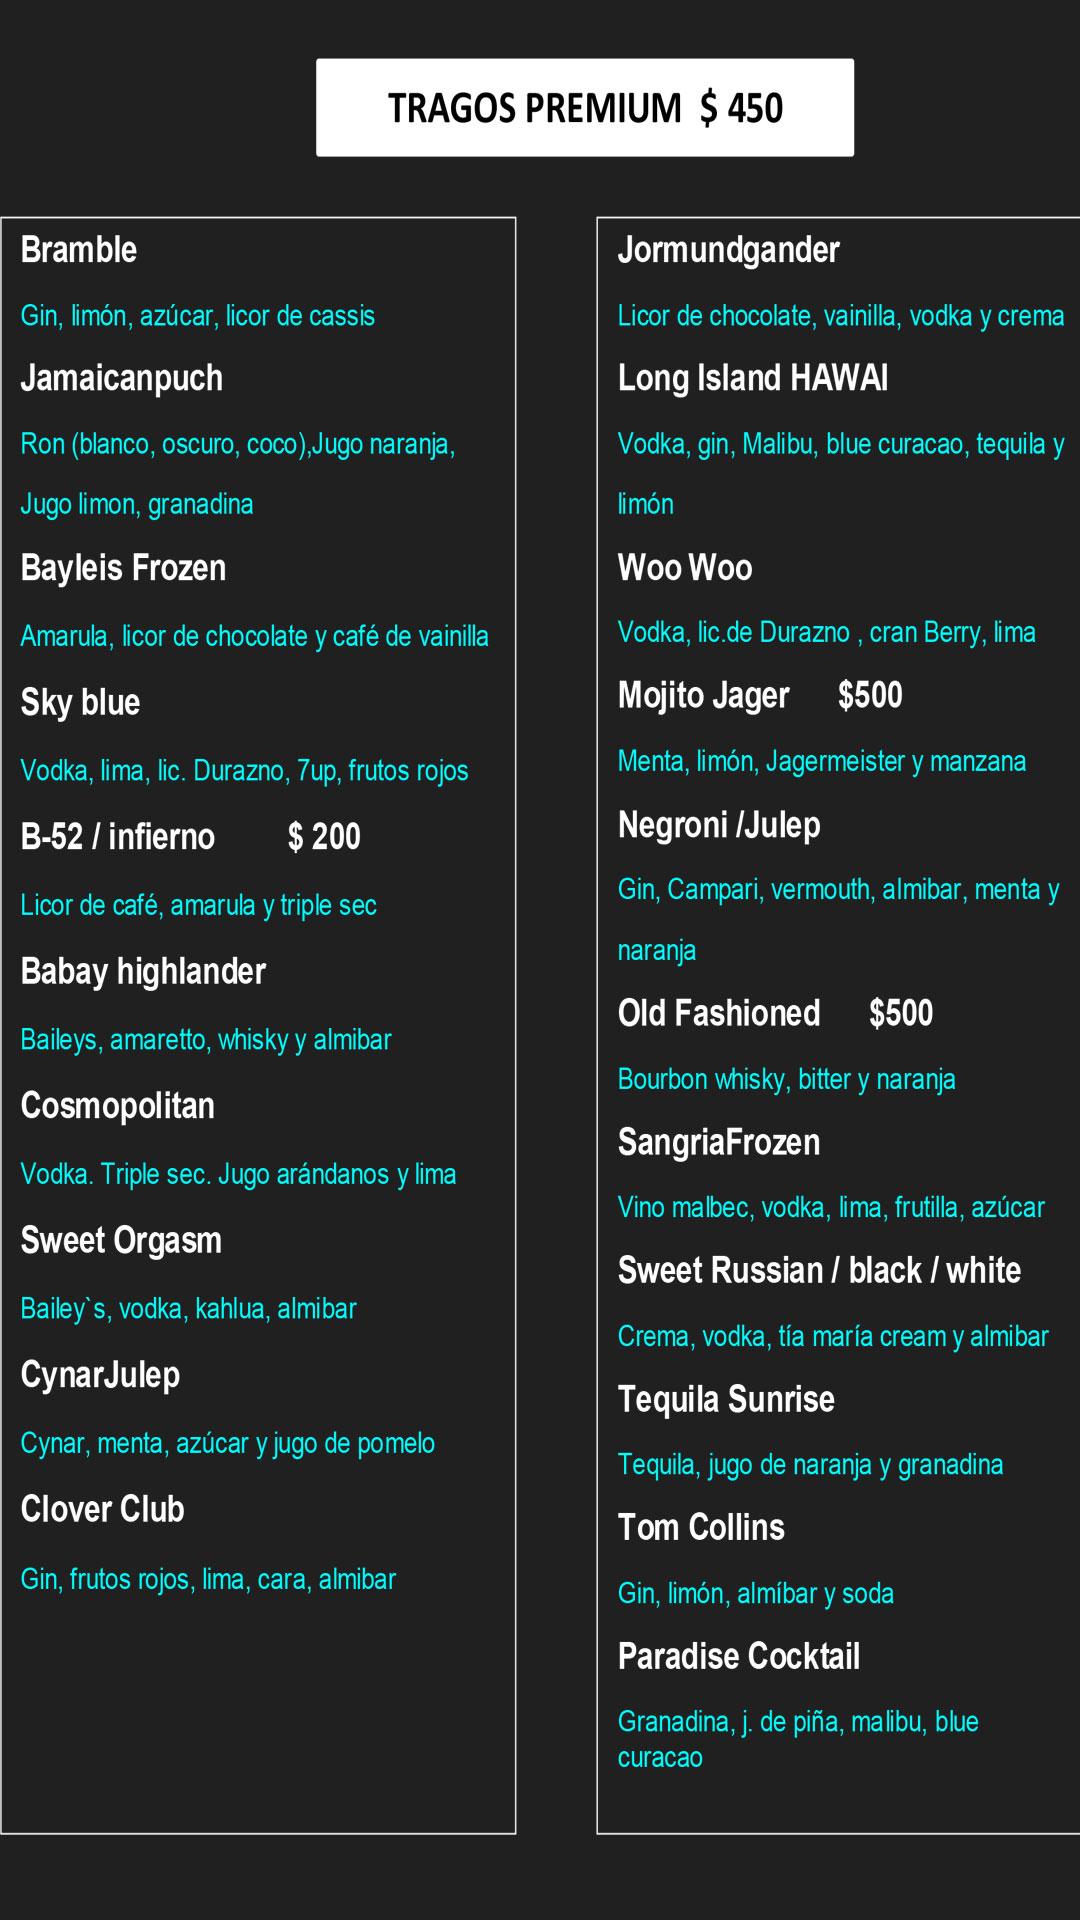 TRAGOS PREMIUM $ 450
Bramble
Gin, limón, azúcar, licor de cassis
Jamaicanpuch
Ron (blanco, oscuro, coco),Jugo naranja,
Jugo limon, granadina
Bayleis Frozen
Amarula, licor de chocolate y café de vainilla
Sky blue
Vodka, lima, lic. Durazno, 7up, frutos rojos
B-52 / infierno $ 200
Licor de café, amarula y triple sec
Babay highlander
Baileys, amaretto, whisky y almibar
Cosmopolitan
Vodka. Triple sec. Jugo arándanos y lima
Sweet Orgasm
Bailey`s, vodka, kahlua, almibar
CynarJulep
Cynar, menta, azúcar y jugo de pomelo
Clover Club
Gin, frutos rojos, lima, cara, almibar
Jormundgander
Licor de chocolate, vainilla, vodka y crema
Long Island HAWAI
Vodka, gin, Malibu, blue curacao, tequila y
limón
Woo Woo
Vodka, lic.de Durazno , cran Berry, lima
Mojito Jager $500
Menta, limón, Jagermeister y manzana
Negroni /Julep
Gin, Campari, vermouth, almibar, menta y
naranja
Old Fashioned $500
Bourbon whisky, bitter y naranja
SangriaFrozen
Vino malbec, vodka, lima, frutilla, azúcar
Sweet Russian / black / white
Crema, vodka, tía maría cream y almibar
Tequila Sunrise
Tequila, jugo de naranja y granadina
Tom Collins
Gin, limón, almíbar y soda
Paradise Cocktail
Granadina, j. de piña, malibu, blue
curacao